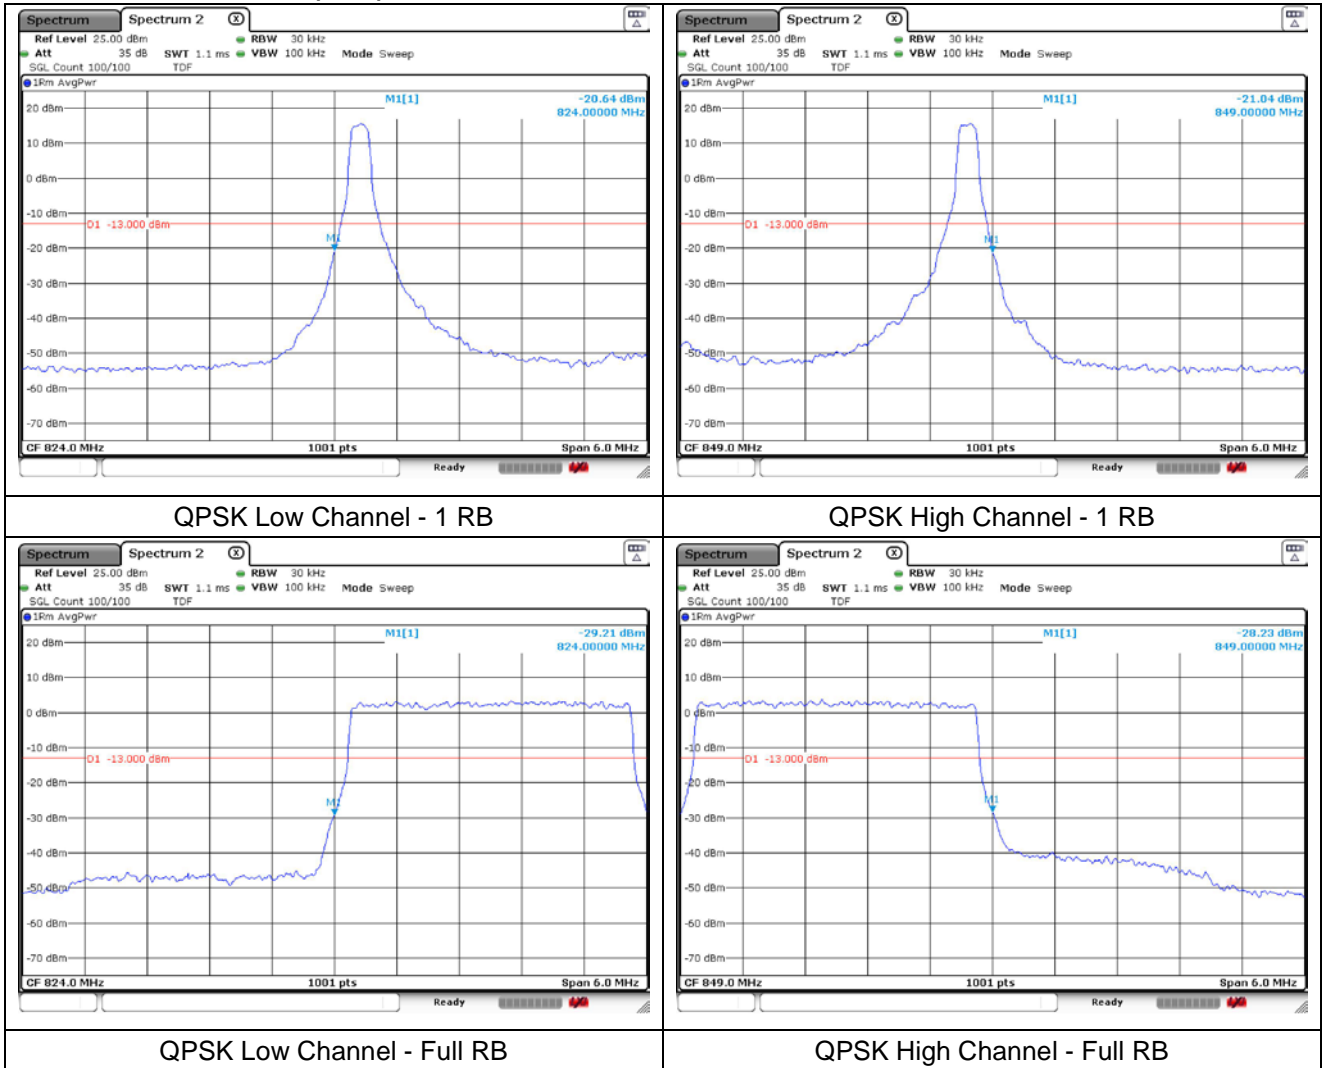 Spectrum Spectrum 2 X
Ref Level 25.00 dBm RBW 30 kHz
Att 35 dB SWT 1.1 ms VBW 100 kHz Mode Sweep
SGL Count 100/100 TDF
1Rm AvgPwr
M1[1] -20.64 dBm
824.00000 MHz
20 dBm
10 dBm
0 dBm
-10 dBm
D1 -13.000 dBm
M1
-20 dBm
-30 dBm
-40 dBm
-50 dBm
-60 dBm
-70 dBm
CF 824.0 MHz 1001 pts Span 6.0 MHz
Ready
QPSK Low Channel - 1 RB
Spectrum Spectrum 2 X
Ref Level 25.00 dBm RBW 30 kHz
Att 35 dB SWT 1.1 ms VBW 100 kHz Mode Sweep
SGL Count 100/100 TDF
1Rm AvgPwr
M1[1] -21.04 dBm
849.00000 MHz
20 dBm
10 dBm
0 dBm
-10 dBm
D1 -13.000 dBm
M1
-20 dBm
-30 dBm
-40 dBm
-50 dBm
-60 dBm
-70 dBm
CF 849.0 MHz 1001 pts Span 6.0 MHz
Ready
QPSK High Channel - 1 RB
Spectrum Spectrum 2 X
Ref Level 25.00 dBm RBW 30 kHz
Att 35 dB SWT 1.1 ms VBW 100 kHz Mode Sweep
SGL Count 100/100 TDF
1Rm AvgPwr
M1[1] -29.21 dBm
824.00000 MHz
20 dBm
10 dBm
0 dBm
-10 dBm
D1 -13.000 dBm
-20 dBm
M1
-30 dBm
-40 dBm
-50 dBm
-60 dBm
-70 dBm
CF 824.0 MHz 1001 pts Span 6.0 MHz
Ready
QPSK Low Channel - Full RB
Spectrum Spectrum 2 X
Ref Level 25.00 dBm RBW 30 kHz
Att 35 dB SWT 1.1 ms VBW 100 kHz Mode Sweep
SGL Count 100/100 TDF
1Rm AvgPwr
M1[1] -28.23 dBm
849.00000 MHz
20 dBm
10 dBm
0 dBm
-10 dBm
D1 -13.000 dBm
-20 dBm
M1
-30 dBm
-40 dBm
-50 dBm
-60 dBm
-70 dBm
CF 849.0 MHz 1001 pts Span 6.0 MHz
Ready
QPSK High Channel - Full RB